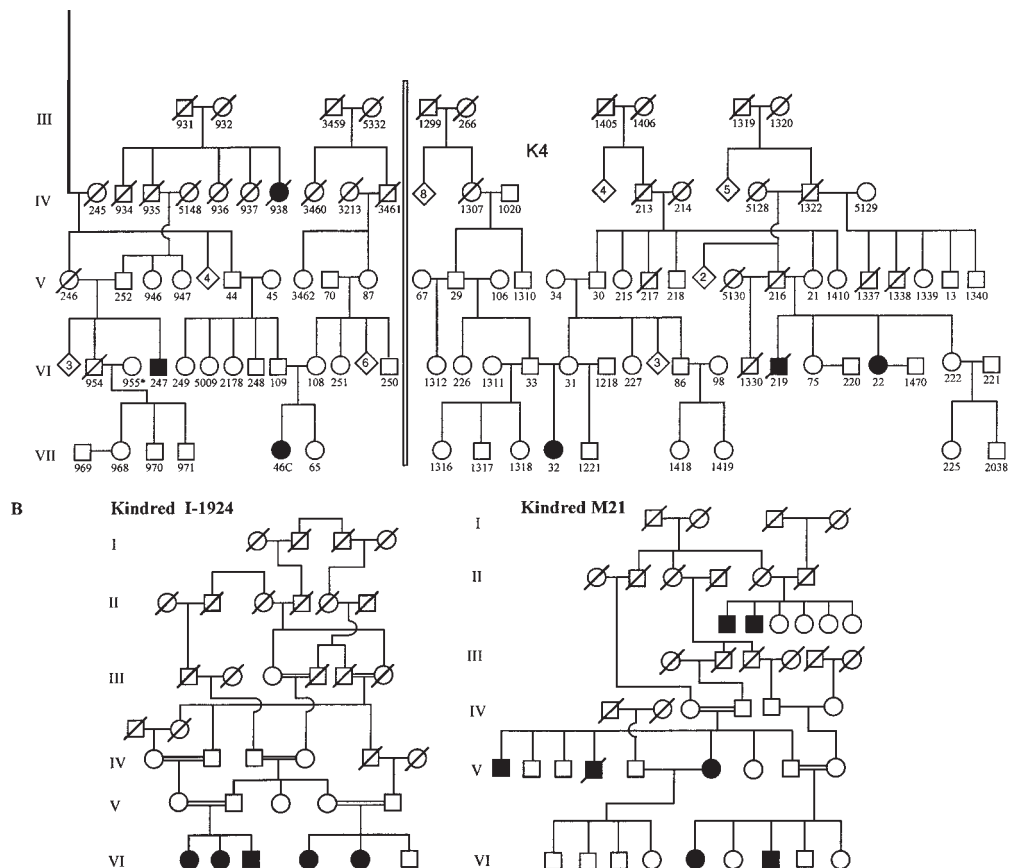 III
931 932 3459 5332 1299 266 1405 1406 1319 1320
K4
8 4 5
IV
245 934 935 5148 936 937 938 3460 3213 3461 1307 1020 213 214 5128 1322 5129
4 2
V
246 252 946 947 44 45 3462 70 87 67 29 106 1310 34 30 215 217 218 5130 216 21 1410 1337 1338 1339 13 1340
3 6 3
VI
954 955* 247 249 5009 2178 248 109 108 251 250 1312 226 1311 33 31 1218 227 86 98 1330 219 75 220 22 1470 222 221
VII
969 968 970 971 46C 65 1316 1317 1318 32 1221 1418 1419 225 2038
B Kindred I-1924 Kindred M21
I I
II II
III III
IV IV
V V
VI VI